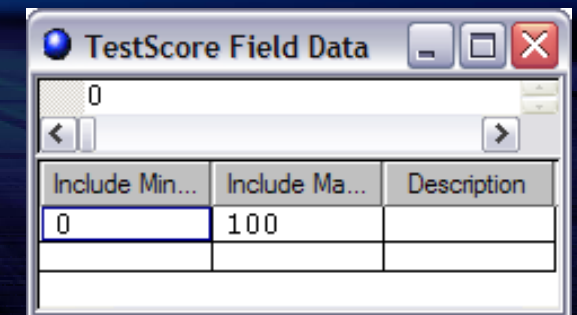 TestScore Field Data
0
Include Min... Include Ma... Description
0 100